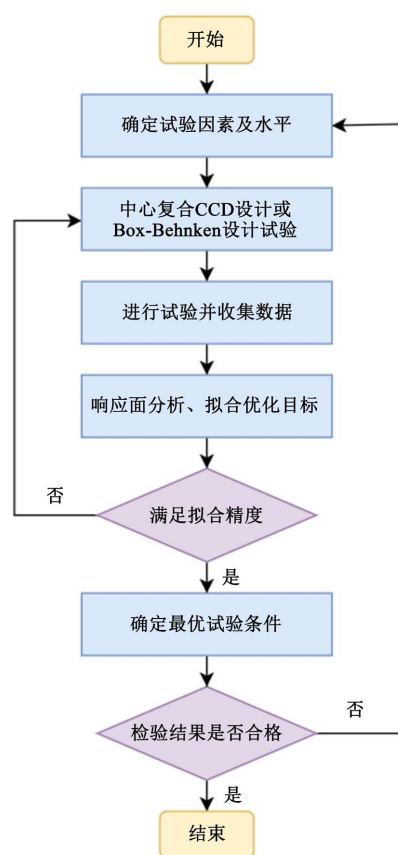 开始
确定试验因素及水平
中心复合CCD设计或
Box-Behnken设计试验
进行试验并收集数据
响应面分析、拟合优化目标
否
满足拟合精度
是
确定最优试验条件
否
检验结果是否合格
是
结束